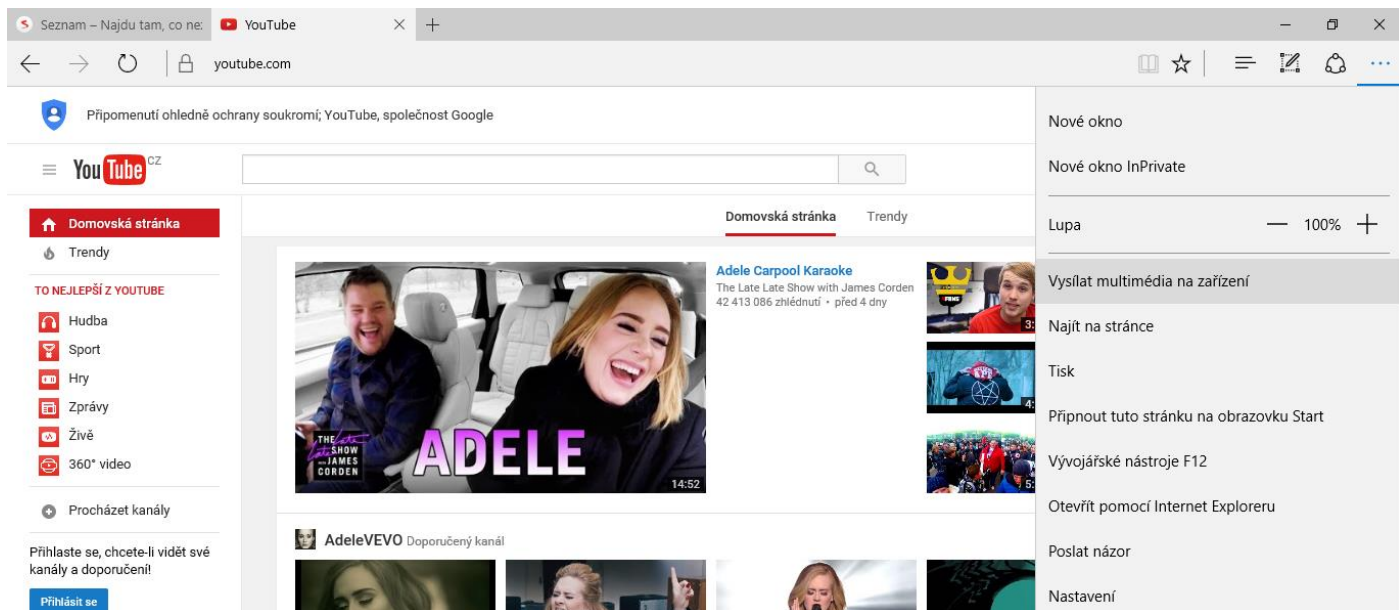 Seznam – Najdu tam, co ne
YouTube
youtube.com
Připomenutí ohledně ochrany soukromí; YouTube, společnost Google
YouTube CZ
Domovská stránka
Trendy
TO NEJLEPŠÍ Z YOUTUBE
Hudba
Sport
Hry
Zprávy
Živě
360° video
Procházet kanály
Přihlaste se, chcete-li vidět své
kanály a doporučení!
Přihlásit se
Domovská stránka
Trendy
THE
Late Late
SHOW
JAMES
CORDEN
ADELE
14:52
Adele Carpool Karaoke
The Late Late Show with James Corden
42 413 086 zhlédnutí • před 4 dny
3:
4:
5:
AdeleVEVO Doporučený kanál
Nové okno
Nové okno InPrivate
Lupa
100%
Vysílat multimédia na zařízení
Najít na stránce
Tisk
Připnout tuto stránku na obrazovku Start
Vývojářské nástroje F12
Otevřít pomocí Internet Exploreru
Poslat názor
Nastavení